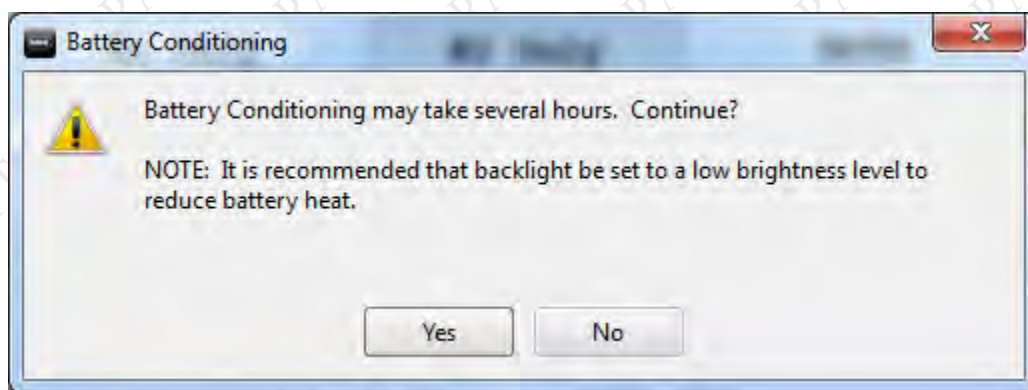 Battery Conditioning
Battery Conditioning may take several hours.  Continue?
NOTE:  It is recommended that backlight be set to a low brightness level to
reduce battery heat.
Yes
No